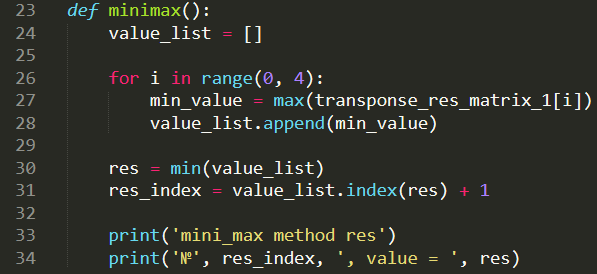 23 def minimax():
24     value_list = []
25
26     for i in range(0, 4):
27         min_value = max(transponse_res_matrix_1[i])
28         value_list.append(min_value)
29
30     res = min(value_list)
31     res_index = value_list.index(res) + 1
32
33     print('mini_max method res')
34     print('№', res_index, ', value = ', res)